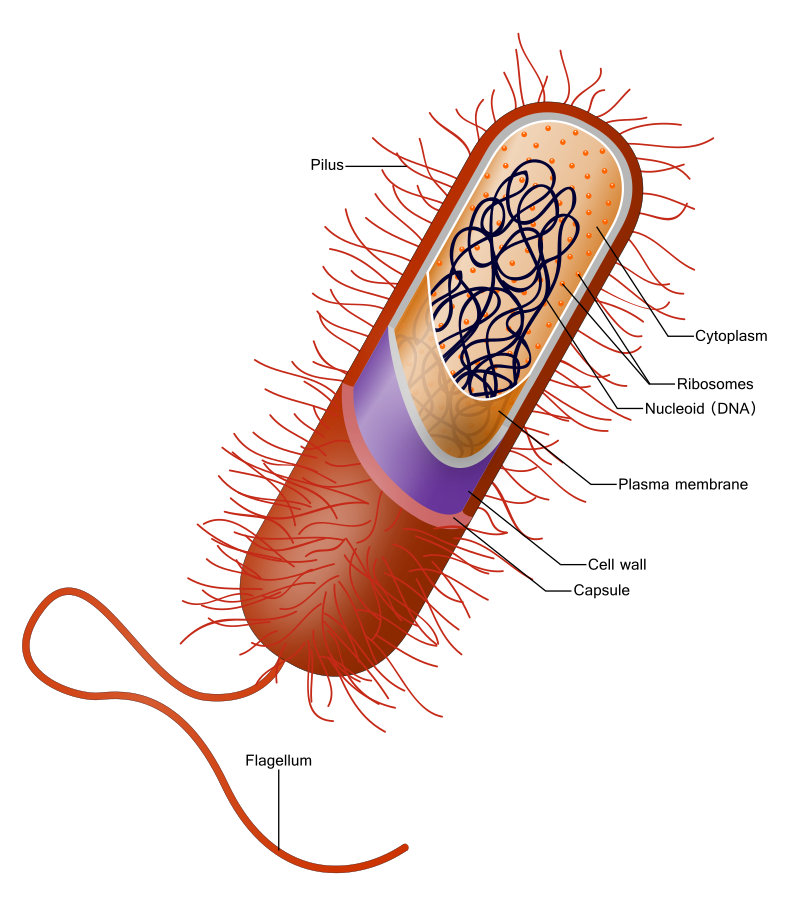 Pilus
Cytoplasm
Ribosomes
Nucleoid (DNA)
Plasma membrane
Cell wall
Capsule
Flagellum